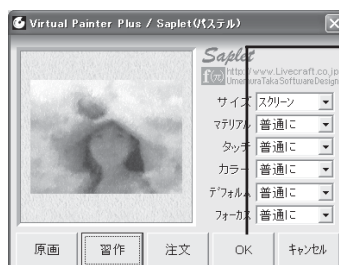 Virtual Painter Plus / Saplet(パステル)
Saplet
f(π) http://www.Livecraft.co.jp
UmemuraTaka SoftwareDesign
サイズ スクリーン
マテリアル 普通に
タッチ 普通に
カラー 普通に
デフォルム 普通に
フォーカス 普通に
原画 習作 注文 OK キャンセル